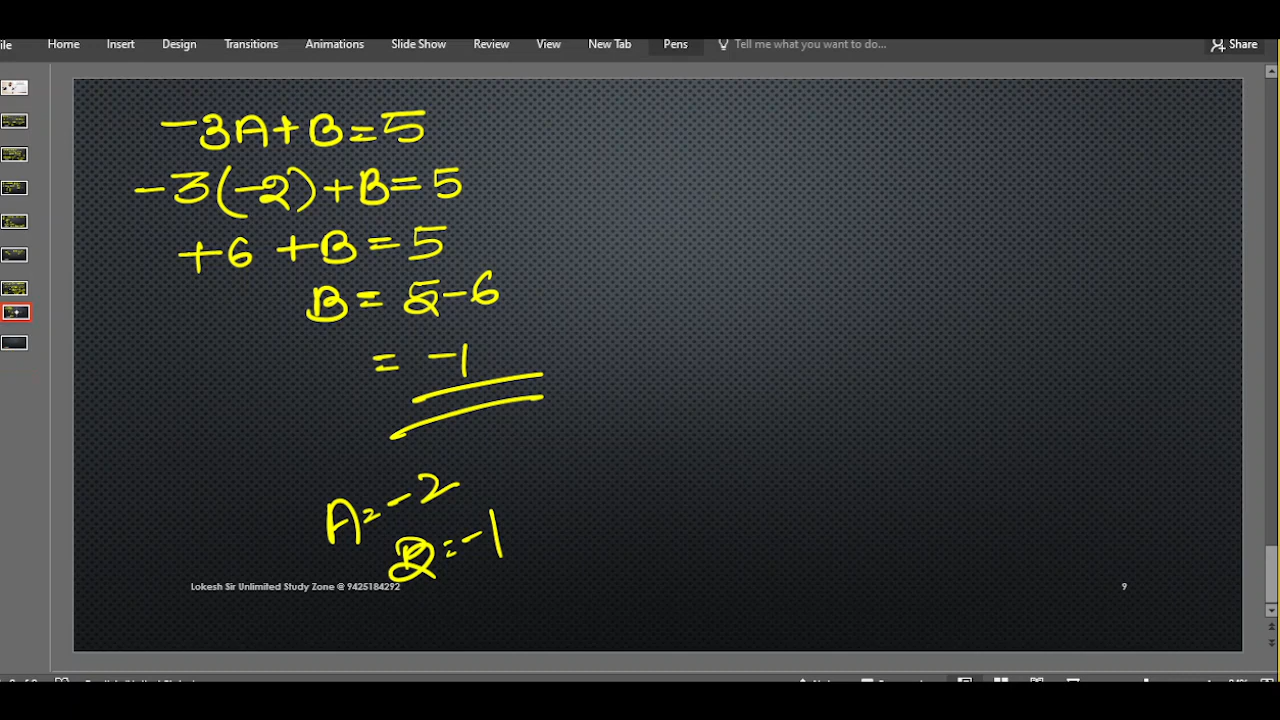 ile Home Insert Design Transitions Animations Slide Show Review View New Tab Pens Tell me what you want to do... Share
-3A+B=5
-3(-2)+B=5
+6 +B=5
B = 5-6
= -1
A=-2
B=-1
Lokesh Sir Unlimited Study Zone @ 9425184292 9